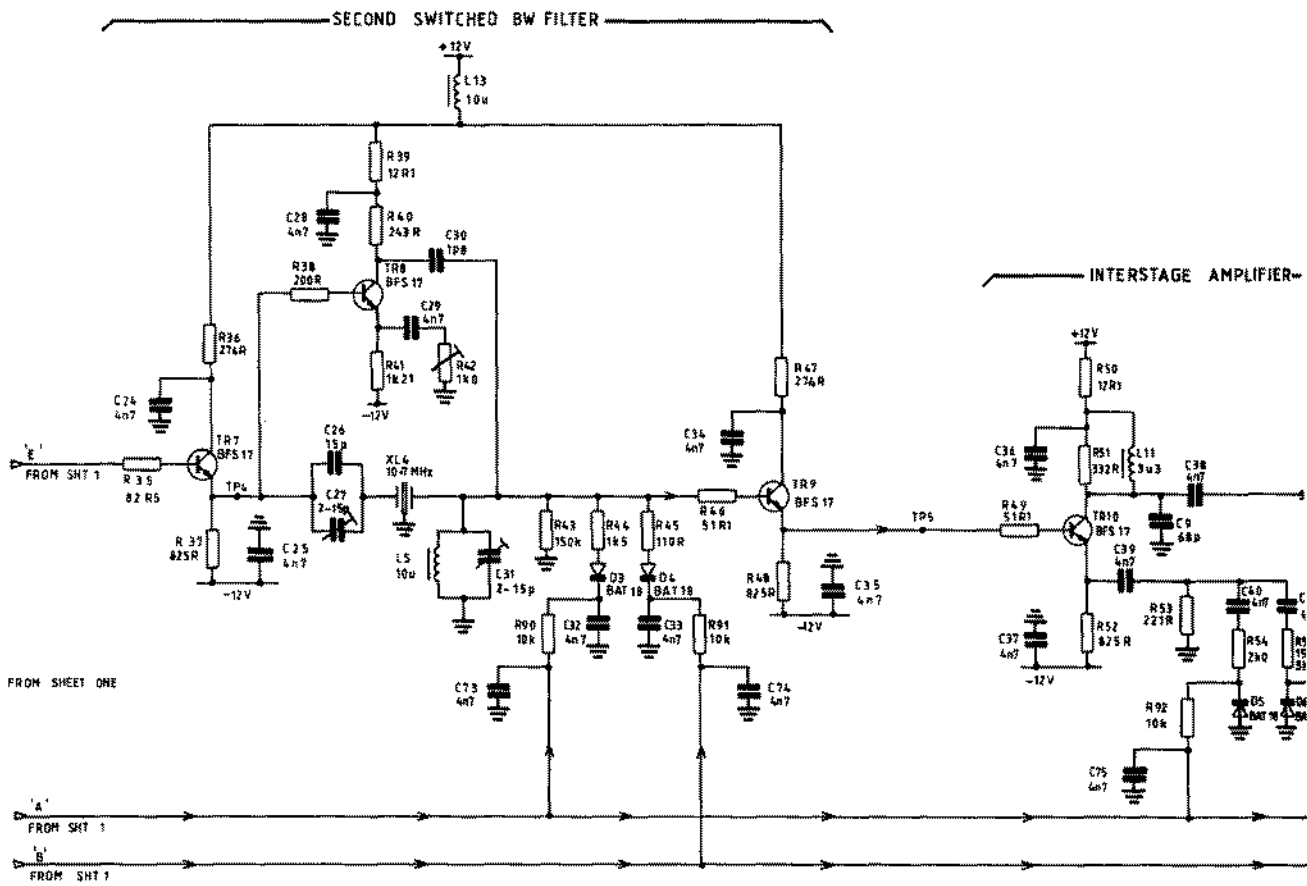 SECOND SWITCHED BW FILTER
+12V
L13
10u
R39
12R1
C28
4n7
R40
243R
C30
1p8
R38
200R
TR8
BFS 17
C29
4n7
INTERSTAGE AMPLIFIER
R36
274R
R41
1k21
R42
1k0
-12V
R47
274R
+12V
R50
12R1
C24
4n7
C26
15p
XL4
10·7 MHz
C34
4n7
C36
4n7
R51
332R
L11
3u3
C38
4n7
'E'
FROM SHT 1
R35
82R5
TR7
BFS 17
TP4
C27
2-15p
R46
51R1
TR9
BFS 17
TP5
R49
51R1
TR10
BFS 17
C9
68p
R37
825R
C25
4n7
-12V
L5
10u
C31
2-15p
R43
150k
R44
1k5
R45
110R
D3
BAT 18
D4
BAT 18
R48
825R
C35
4n7
-12V
C39
4n7
R53
221R
C40
4n7
R90
10k
C32
4n7
C33
4n7
R91
10k
C37
4n7
R52
825R
-12V
R54
2k0
FROM SHEET ONE
C73
4n7
C74
4n7
R92
10k
D5
BAT 18
C75
4n7
'A'
FROM SHT 1
'B'
FROM SHT 1